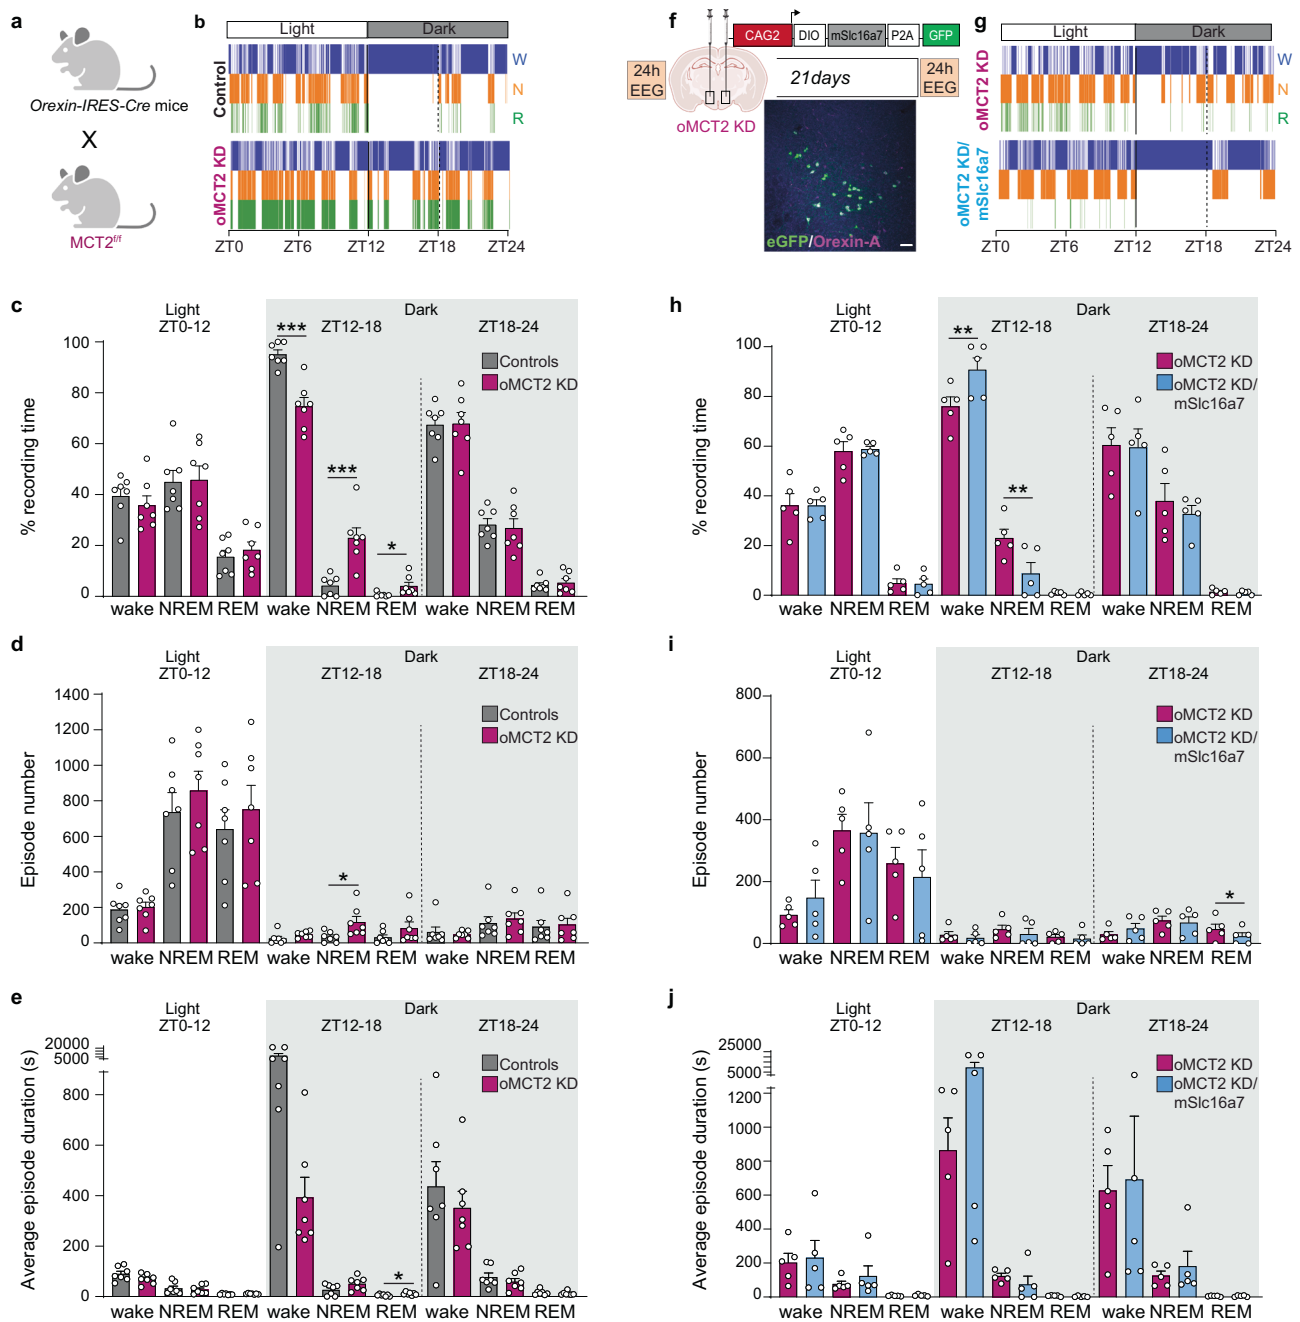 a
Orexin-IRES-Cre mice
X
MCT2f/f
b
Light
Dark
Control
W
N
R
oMCT2 KD
ZT0
ZT6
ZT12
ZT18
ZT24
f
CAG2
DIO
mSlc16a7
P2A
GFP
24h
EEG
21days
24h
EEG
oMCT2 KD
eGFP/Orexin-A
g
Light
Dark
oMCT2 KD
W
N
R
oMCT2 KD/
mSlc16a7
ZT0
ZT6
ZT12
ZT18
ZT24
c
Light
ZT0-12
Dark
ZT12-18
ZT18-24
% recording time
100
80
60
40
20
0
***
***
*
Controls
oMCT2 KD
wake NREM REM wake NREM REM wake NREM REM
h
Light
ZT0-12
Dark
ZT12-18
ZT18-24
% recording time
100
80
60
40
20
0
**
**
oMCT2 KD
oMCT2 KD/
mSlc16a7
wake NREM REM wake NREM REM wake NREM REM
d
Light
ZT0-12
Dark
ZT12-18
ZT18-24
Episode number
1400
1200
1000
800
600
400
200
0
*
Controls
oMCT2 KD
wake NREM REM wake NREM REM wake NREM REM
i
Light
ZT0-12
Dark
ZT12-18
ZT18-24
Episode number
800
600
400
200
0
*
oMCT2 KD
oMCT2 KD/
mSlc16a7
wake NREM REM wake NREM REM wake NREM REM
e
Light
ZT0-12
Dark
ZT12-18
ZT18-24
Average episode duration (s)
20000
5000
800
600
400
200
0
*
Controls
oMCT2 KD
wake NREM REM wake NREM REM wake NREM REM
j
Light
ZT0-12
Dark
ZT12-18
ZT18-24
Average episode duration (s)
25000
5000
1200
1000
800
600
400
200
0
oMCT2 KD
oMCT2 KD/
mSlc16a7
wake NREM REM wake NREM REM wake NREM REM